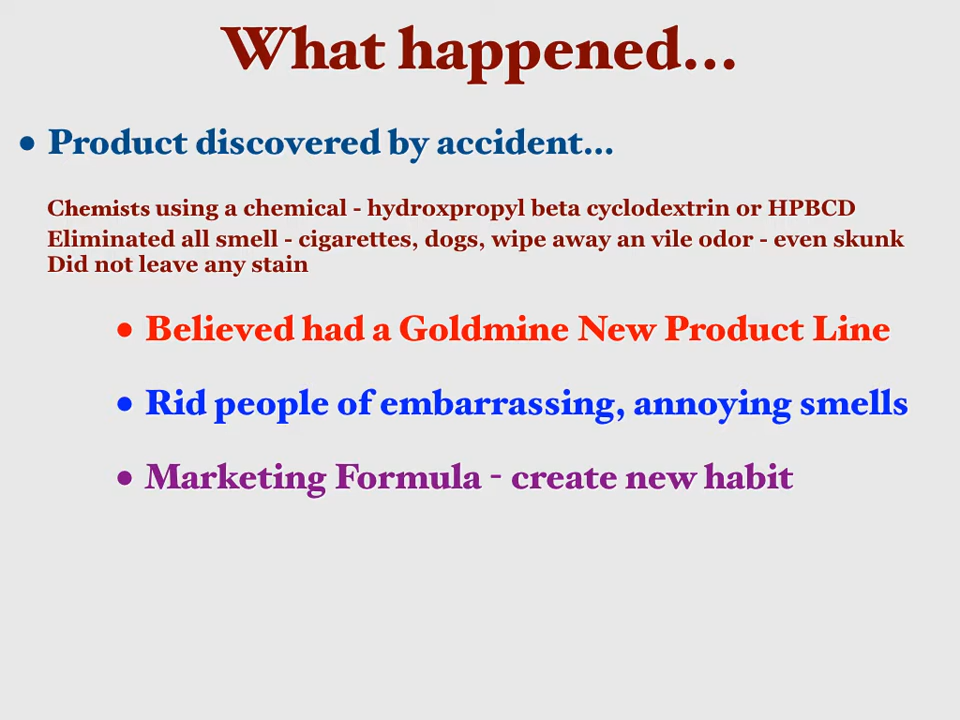 What happened...
• Product discovered by accident...
Chemists using a chemical - hydroxpropyl beta cyclodextrin or HPBCD
Eliminated all smell - cigarettes, dogs, wipe away an vile odor - even skunk
Did not leave any stain
• Believed had a Goldmine New Product Line
• Rid people of embarrassing, annoying smells
• Marketing Formula - create new habit